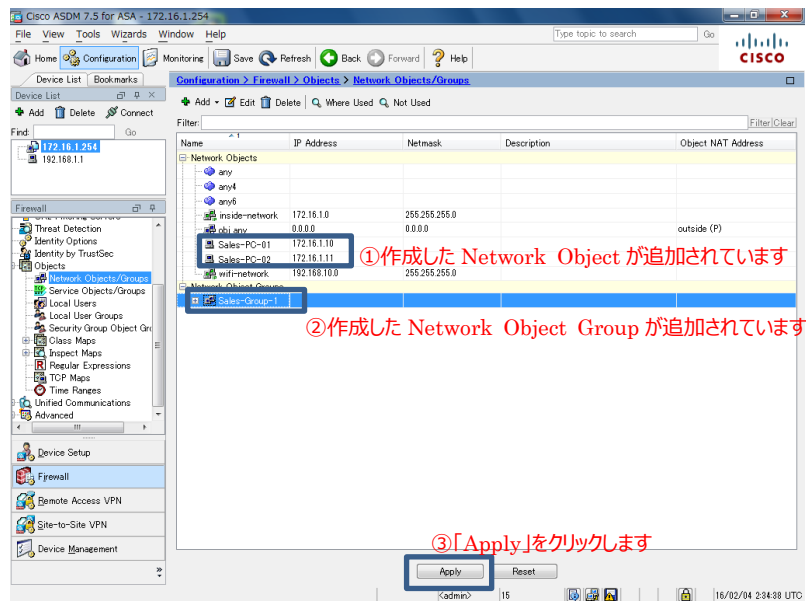 Cisco ASDM 7.5 for ASA - 172.16.1.254
File View Tools Wizards Window Help
Type topic to search Go
Home Configuration Monitoring Save Refresh Back Forward Help
CISCO
Device List Bookmarks
Configuration > Firewall > Objects > Network Objects/Groups
Device List
Add Delete Connect
Add Edit Delete Where Used Not Used
Find: Go
Filter: Filter|Clear
172.16.1.254
192.168.1.1
Name IP Address Netmask Description Object NAT Address
Network Objects
any
any4
any6
inside-network 172.16.1.0 255.255.255.0
obj_any 0.0.0.0 0.0.0.0 outside (P)
Sales-PC-01 172.16.1.10
Sales-PC-02 172.16.1.11
①作成した Network Object が追加されています
wifi-network 192.168.10.0 255.255.255.0
Network Object Groups
Sales-Group-1
②作成した Network Object Group が追加されています
Firewall
Threat Detection
Identity Options
Identity by TrustSec
Objects
Network Objects/Groups
Service Objects/Groups
Local Users
Local User Groups
Security Group Object Gro
Class Maps
Inspect Maps
Regular Expressions
TCP Maps
Time Ranges
Unified Communications
Advanced
Device Setup
Firewall
Remote Access VPN
Site-to-Site VPN
Device Management
③「Apply」をクリックします
Apply Reset
<admin> 15 16/02/04 2:34:38 UTC